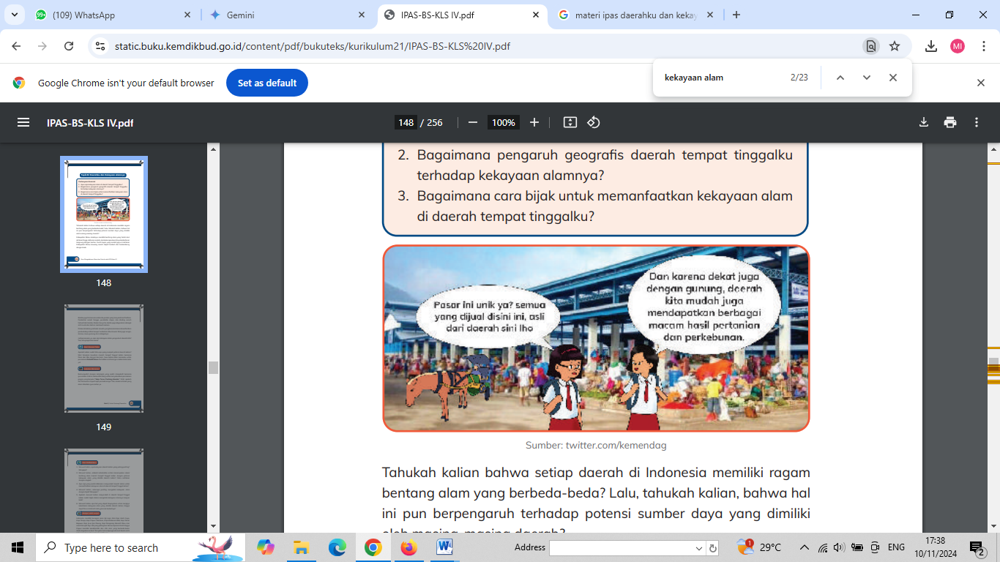 (109) WhatsApp
Gemini
IPAS-BS-KLS IV.pdf
materi ipas daerahku dan kekay
static.buku.kemdikbud.go.id/content/pdf/bukuteks/kurikulum21/IPAS-BS-KLS%20IV.pdf
MI
kekayaan alam 2/23
Google Chrome isn't your default browser
Set as default
IPAS-BS-KLS IV.pdf
148 / 256
100%
148
149
2. Bagaimana pengaruh geografis daerah tempat tinggalku
terhadap kekayaan alamnya?
3. Bagaimana cara bijak untuk memanfaatkan kekayaan alam
di daerah tempat tinggalku?
Pasar ini unik ya? semua
yang dijual disini ini, asli
dari daerah sini lho
Dan karena dekat juga
dengan gunung, daerah
kita mudah juga
mendapatkan berbagai
macam hasil pertanian
dan perkebunan.
Sumber: twitter.com/kemendag
Tahukah kalian bahwa setiap daerah di Indonesia memiliki ragam
bentang alam yang berbeda-beda? Lalu, tahukah kalian, bahwa hal
ini pun berpengaruh terhadap potensi sumber daya yang dimiliki
Type here to search
Address
1
29°C
ENG
17:38
10/11/2024
2